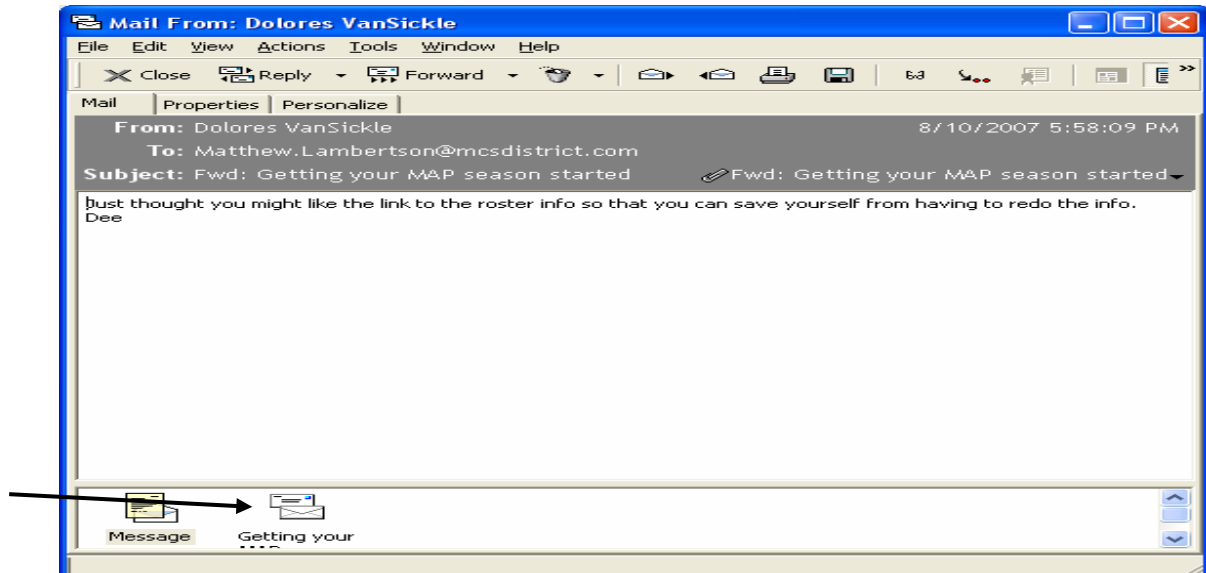 Mail From: Dolores VanSickle
File Edit View Actions Tools Window Help
Close Reply Forward
Mail Properties Personalize
From: Dolores VanSickle 8/10/2007 5:58:09 PM
To: Matthew.Lambertson@mcsdistrict.com
Subject: Fwd: Getting your MAP season started Fwd: Getting your MAP season started
Just thought you might like the link to the roster info so that you can save yourself from having to redo the info.
Dee
Message Getting your